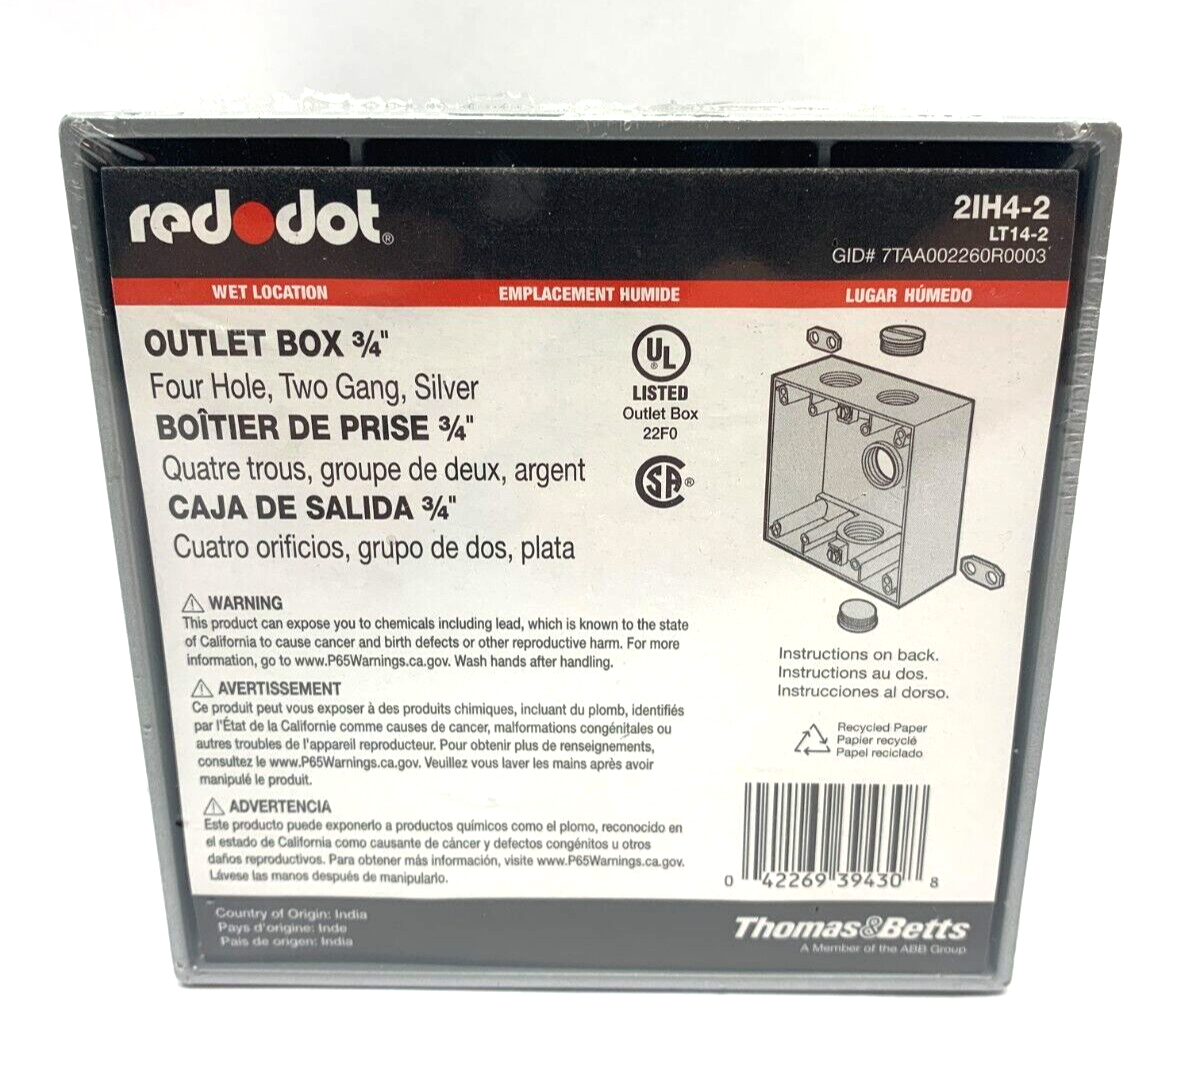 red dot®
2IH4-2
LT14-2
GID# 7TAA002260R0003
WET LOCATION EMPLACEMENT HUMIDE LUGAR HÚMEDO
OUTLET BOX ¾"
Four Hole, Two Gang, Silver
BOÎTIER DE PRISE ¾"
Quatre trous, groupe de deux, argent
CAJA DE SALIDA ¾"
Cuatro orificios, grupo de dos, plata
UL
®
LISTED
Outlet Box
22F0
SA®
⚠ WARNING
This product can expose you to chemicals including lead, which is known to the state
of California to cause cancer and birth defects or other reproductive harm. For more
information, go to www.P65Warnings.ca.gov. Wash hands after handling.
⚠ AVERTISSEMENT
Ce produit peut vous exposer à des produits chimiques, incluant du plomb, identifiés
par l'État de la Californie comme causes de cancer, malformations congénitales ou
autres troubles de l'appareil reproducteur. Pour obtenir plus de renseignements,
consultez le www.P65Warnings.ca.gov. Veuillez vous laver les mains après avoir
manipulé le produit.
⚠ ADVERTENCIA
Este producto puede exponerlo a productos químicos como el plomo, reconocido en
el estado de California como causante de cáncer y defectos congénitos u otros
daños reproductivos. Para obtener más información, visite www.P65Warnings.ca.gov.
Lávese las manos después de manipularlo.
Instructions on back.
Instructions au dos.
Instrucciones al dorso.
Recycled Paper
Papier recyclé
Papel reciclado
0 42269 39430 8
Country of Origin: India
Pays d'origine: Inde
País de origen: India
Thomas&Betts
A Member of the ABB Group